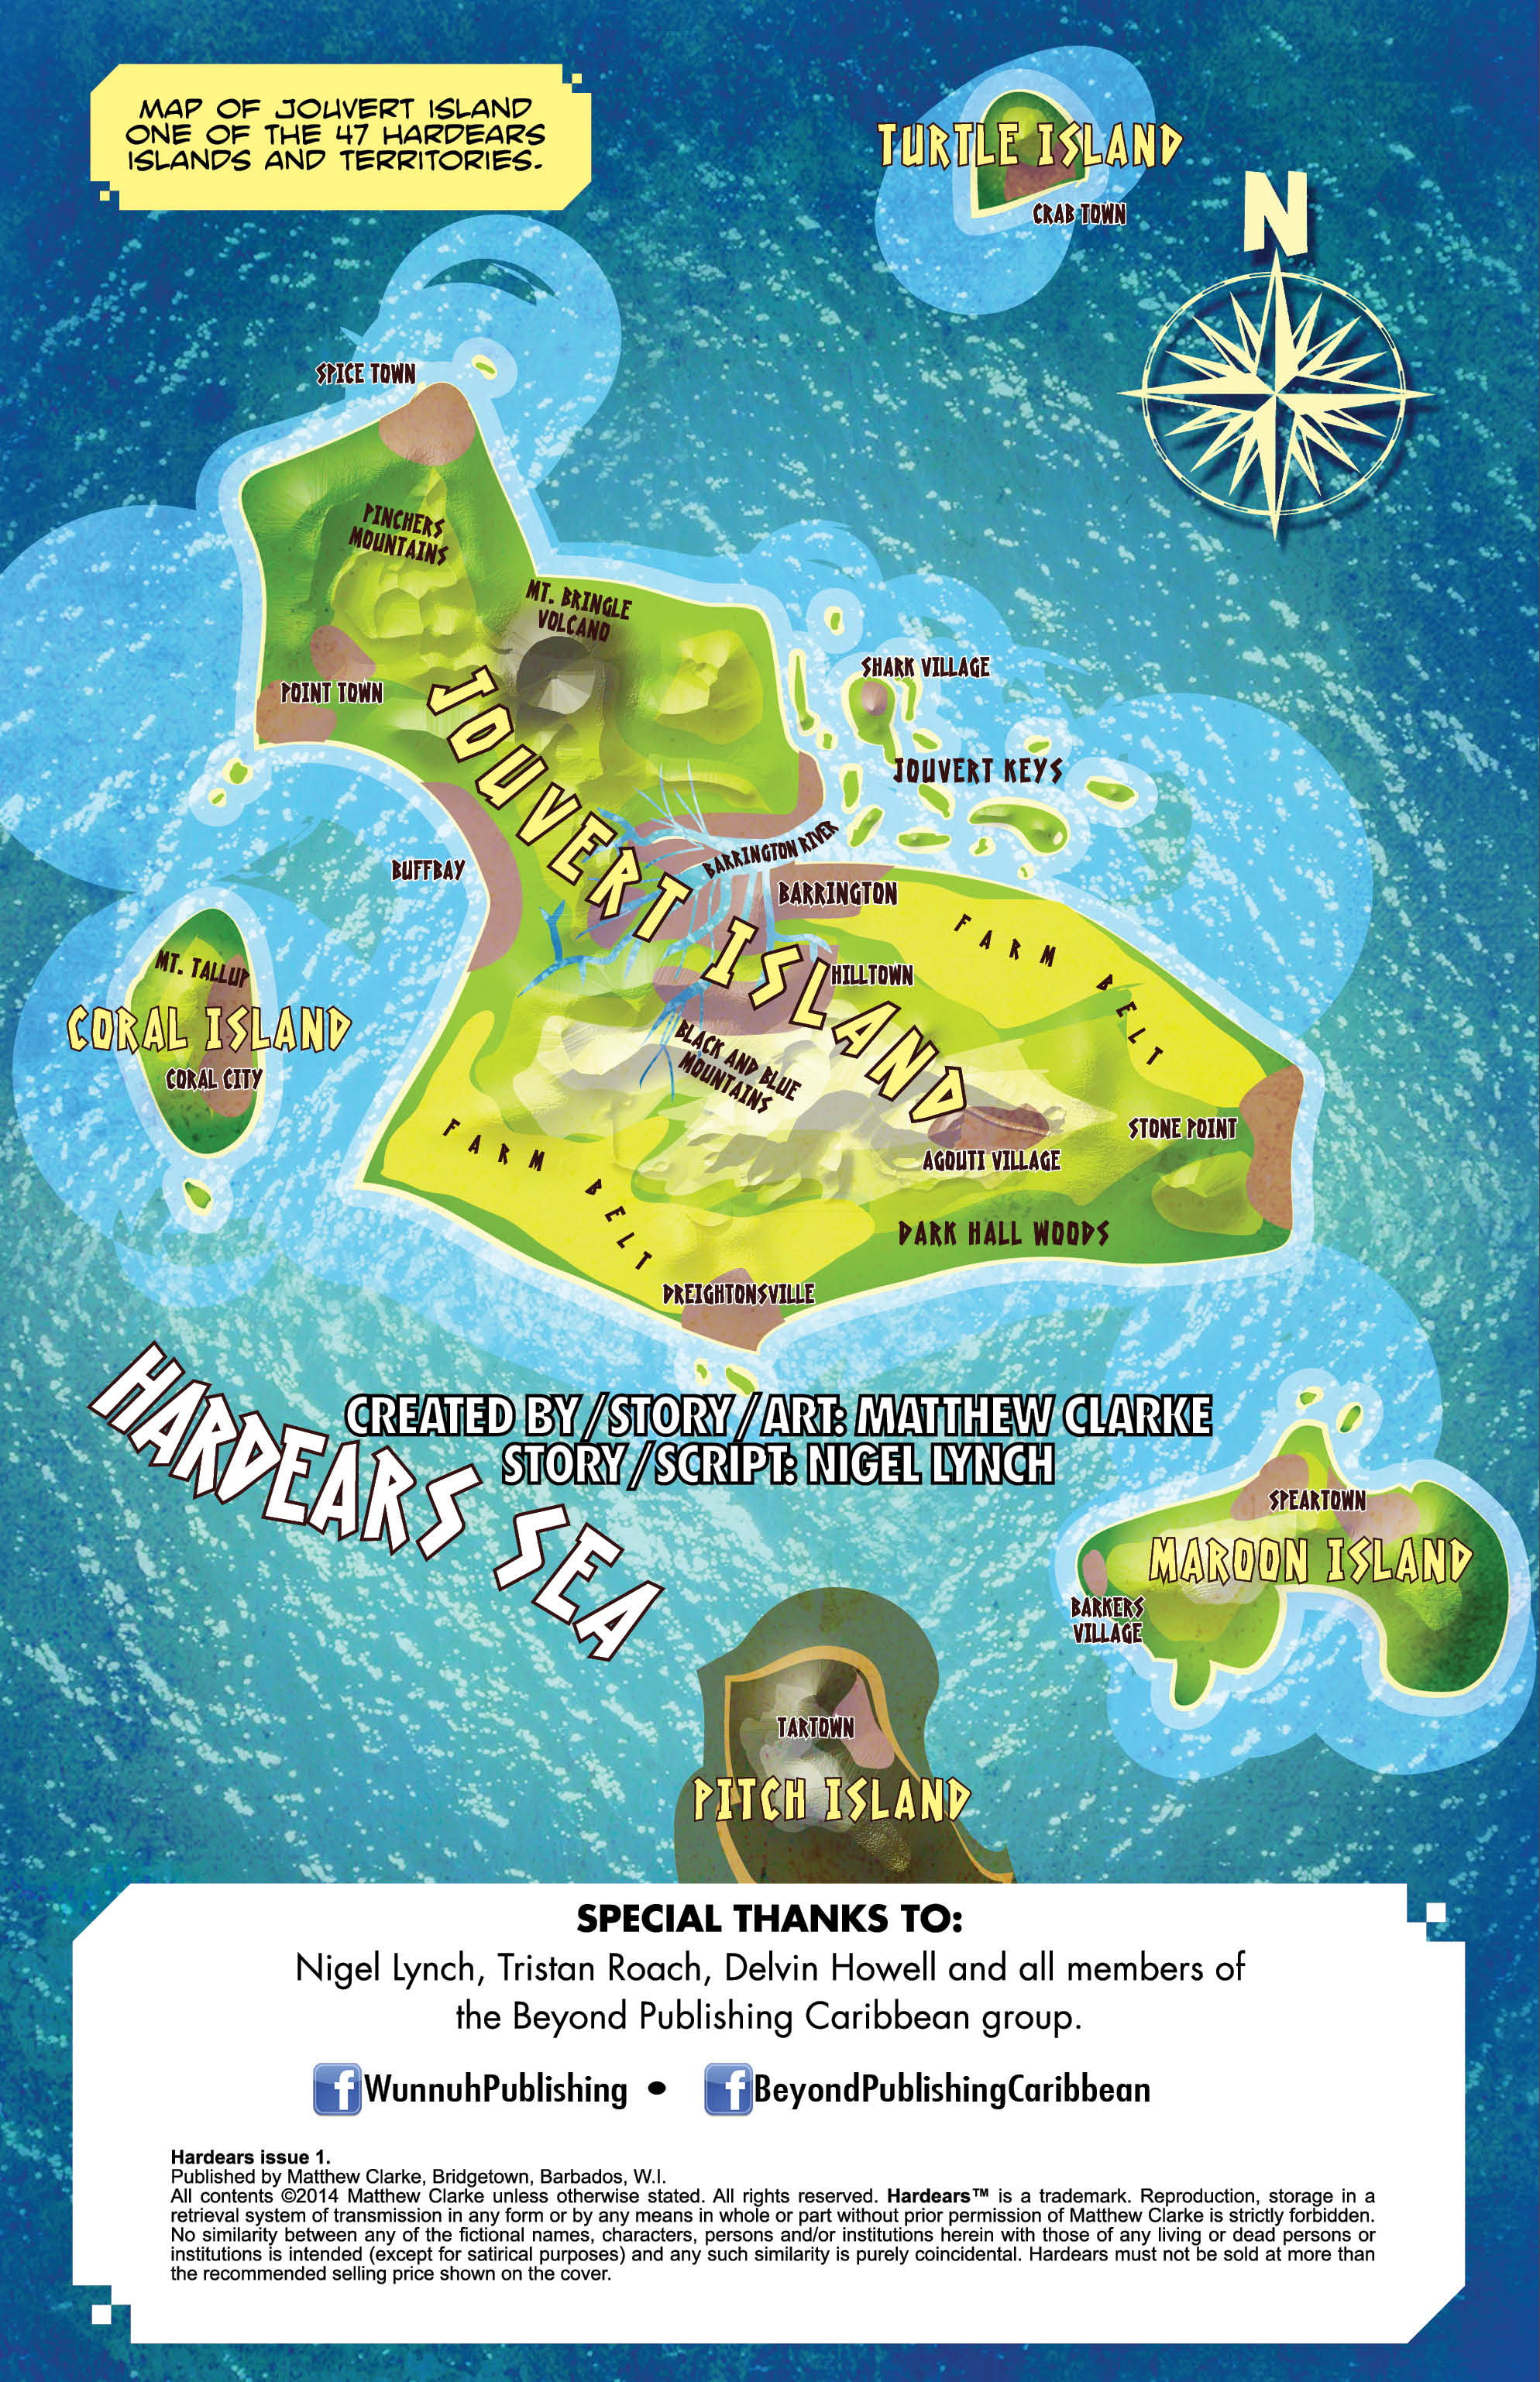 MAP OF JOUVERT ISLAND
ONE OF THE 47 HARDEARS
ISLANDS AND TERRITORIES.
TURTLE ISLAND
CRAB TOWN
N
SPICE TOWN
PINCHERS
MOUNTAINS
MT. BRINGLE
VOLCANO
SHARK VILLAGE
POINT TOWN
JOUVERT KEYS
JOUVERT ISLAND
BARRINGTON RIVER
BUFFBAY
BARRINGTON
FARM BELT
MT. TALLUP
HILLTOWN
CORAL ISLAND
CORAL CITY
BLACK AND BLUE
MOUNTAINS
STONE POINT
FARM BELT
AGOUTI VILLAGE
DARK HALL WOODS
DREIGHTONSVILLE
HARDEARS SEA
CREATED BY/STORY/ART: MATTHEW CLARKE
STORY/SCRIPT: NIGEL LYNCH
SPEARTOWN
MAROON ISLAND
BARKERS
VILLAGE
TARTOWN
PITCH ISLAND
SPECIAL THANKS TO:
Nigel Lynch, Tristan Roach, Delvin Howell and all members of
the Beyond Publishing Caribbean group.
f WunnuhPublishing • f BeyondPublishingCaribbean
Hardears issue 1.
Published by Matthew Clarke, Bridgetown, Barbados, W.I.
All contents ©2014 Matthew Clarke unless otherwise stated. All rights reserved. Hardears™ is a trademark. Reproduction, storage in a
retrieval system of transmission in any form or by any means in whole or part without prior permission of Matthew Clarke is strictly forbidden.
No similarity between any of the fictional names, characters, persons and/or institutions herein with those of any living or dead persons or
institutions is intended (except for satirical purposes) and any such similarity is purely coincidental. Hardears must not be sold at more than
the recommended selling price shown on the cover.